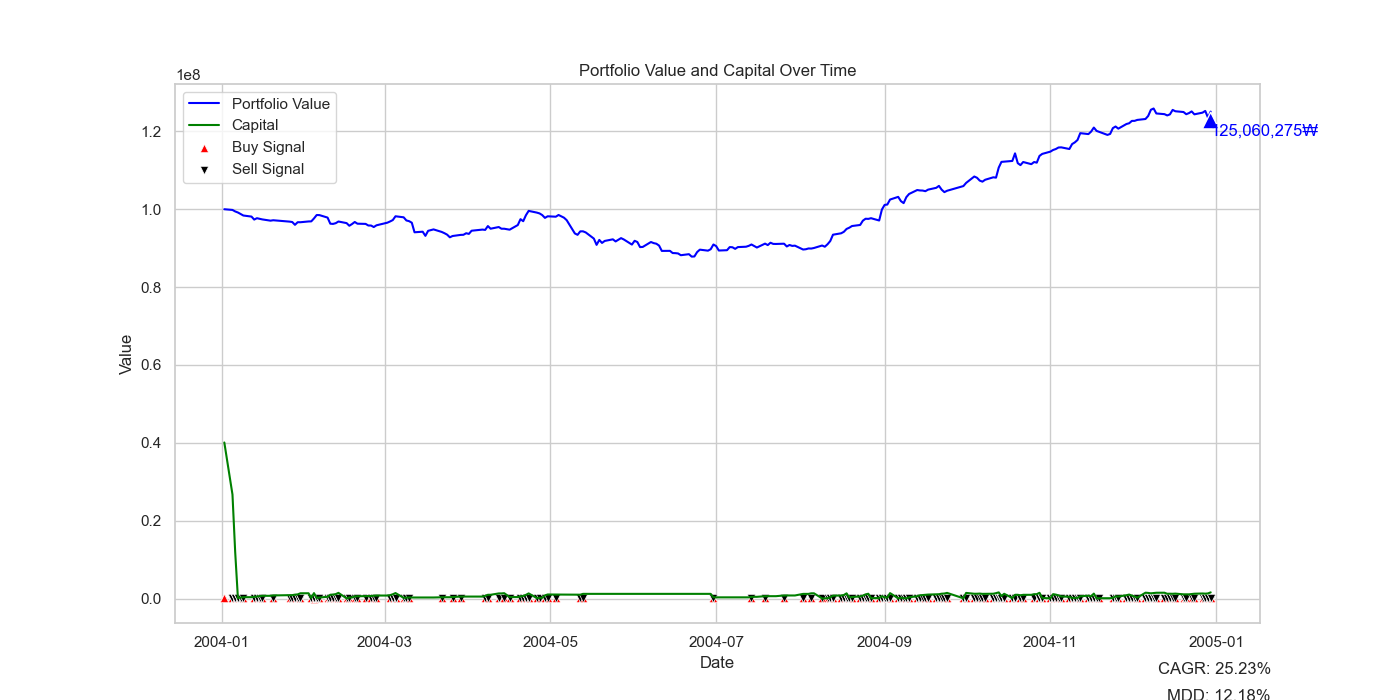 Portfolio Value and Capital Over Time
1e8
Portfolio Value
Capital
Buy Signal
Sell Signal
1.2
1.0
0.8
0.6
0.4
0.2
0.0
Value
125,060,275₩
2004-01
2004-03
2004-05
2004-07
2004-09
2004-11
2005-01
Date
CAGR: 25.23%
MDD: 12.18%